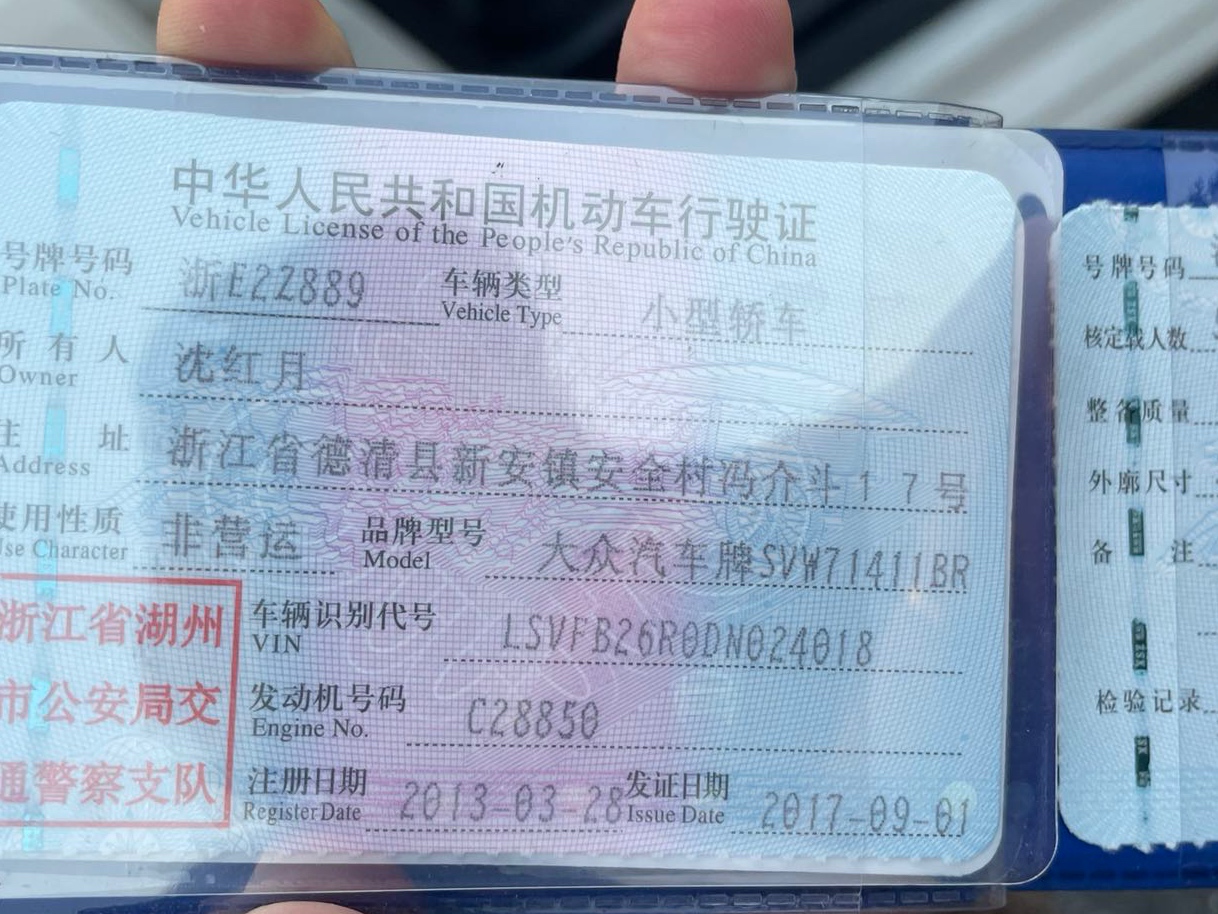 中华人民共和国机动车行驶证
Vehicle License of the People's Republic of China
号牌号码 浙E2Z889 车辆类型 小型轿车
Plate No. Vehicle Type
所有人 沈红月
Owner
住址 浙江省德清县新安镇安全村冯介斗17号
Address
使用性质 非营运 品牌型号 大众汽车牌SVW71411BR
Use Character Model
浙江省湖州
市公安局交
通警察支队
车辆识别代号 LSVFB26R0DN024018
VIN
发动机号码 C28850
Engine No.
注册日期 2013-03-28 发证日期 2017-09-01
Register Date Issue Date
号牌号码
核定载人数
整备质量
外廓尺寸
备注
检验记录